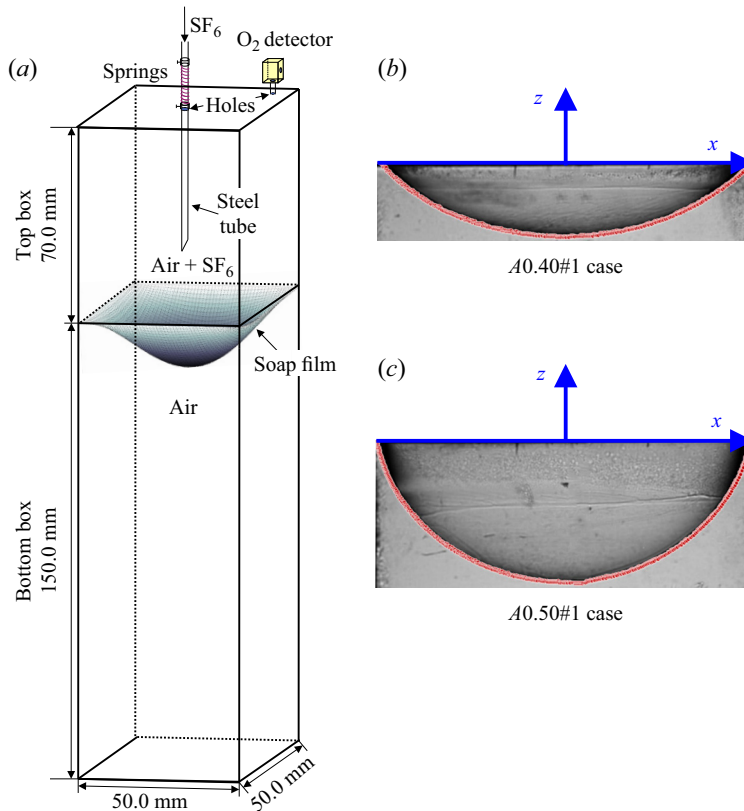 (a)
SF6
O2 detector
Springs
Holes
Top box
70.0 mm
Steel
tube
Air + SF6
Soap film
Air
Bottom box
150.0 mm
50.0 mm
50.0 mm
(b)
z
x
A0.40#1 case
(c)
z
x
A0.50#1 case